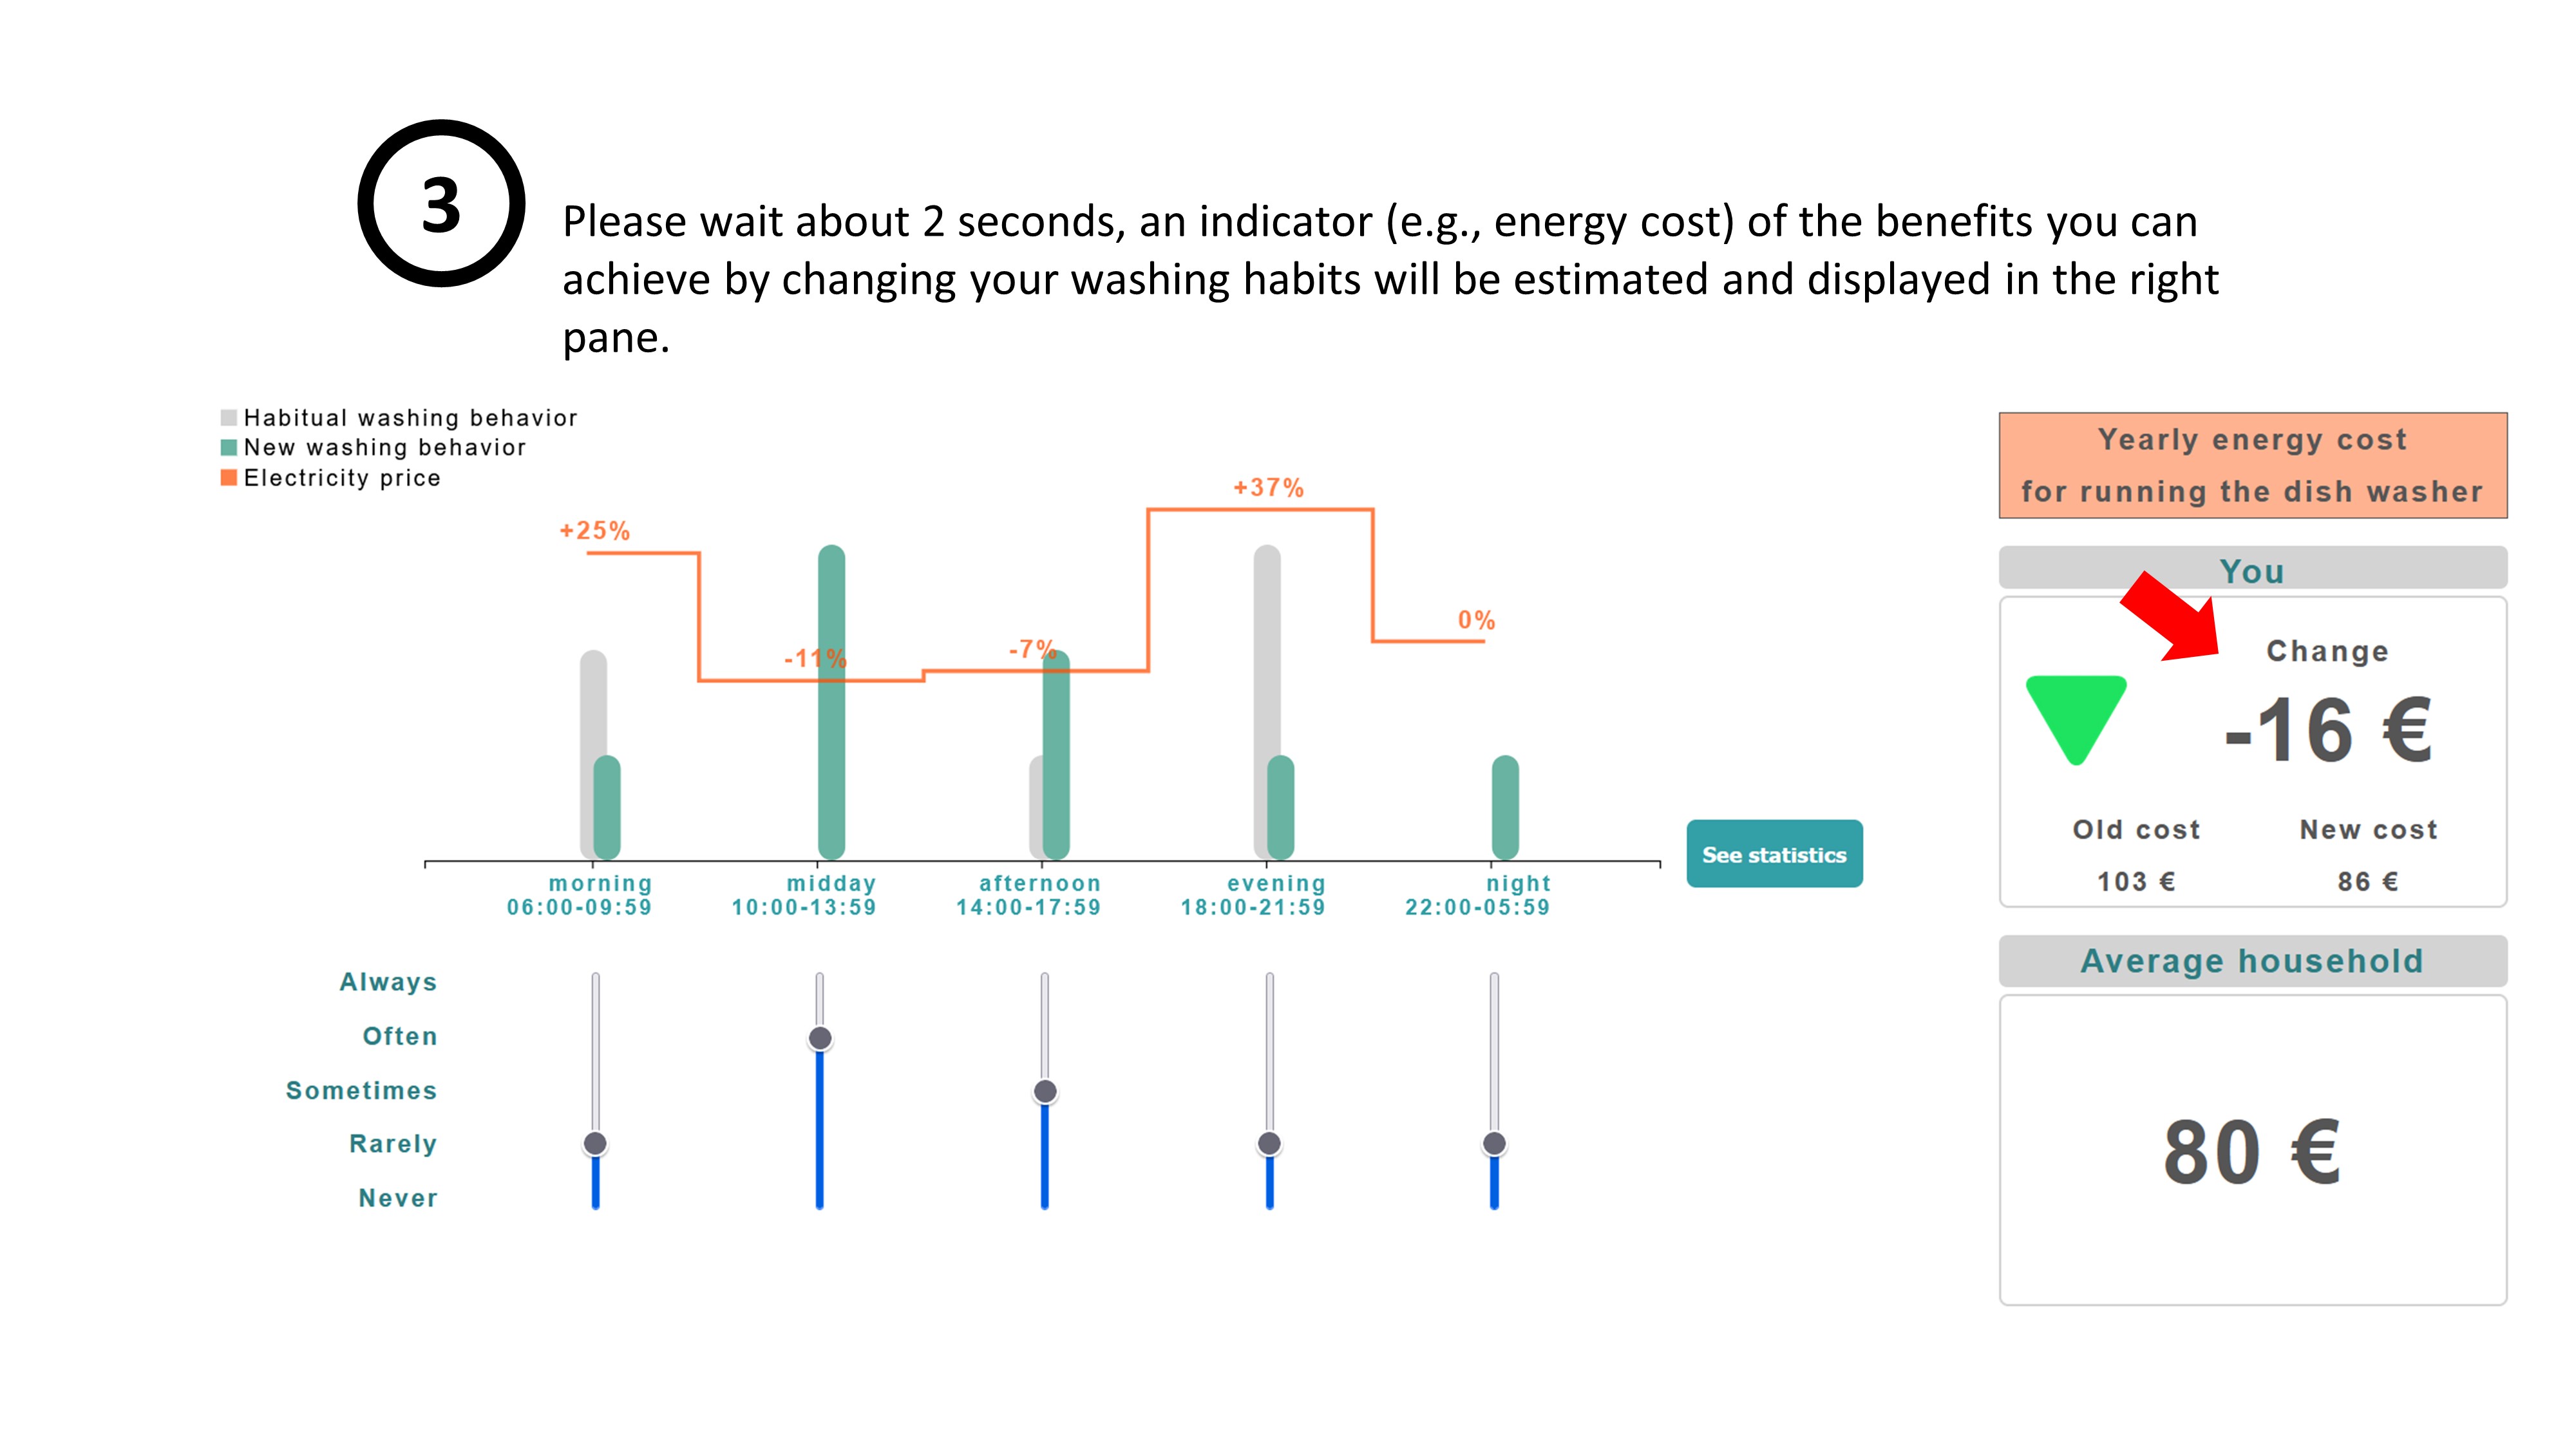 3
Please wait about 2 seconds, an indicator (e.g., energy cost) of the benefits you can
achieve by changing your washing habits will be estimated and displayed in the right
pane.
Habitual washing behavior
New washing behavior
Electricity price
+25%
-11%
-7%
+37%
0%
morning
06:00-09:59
midday
10:00-13:59
afternoon
14:00-17:59
evening
18:00-21:59
night
22:00-05:59
See statistics
Always
Often
Sometimes
Rarely
Never
Yearly energy cost
for running the dish washer
You
Change
-16 €
Old cost
103 €
New cost
86 €
Average household
80 €